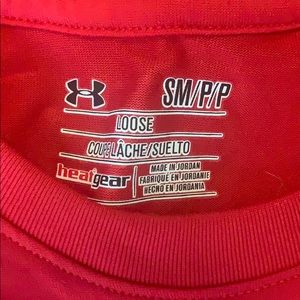 SM/P/P
LOOSE
COUPE LÂCHE/SUELTO
heatgear
MADE IN JORDAN
FABRIQUÉ EN JORDANIE
HECHO EN JORDANIA